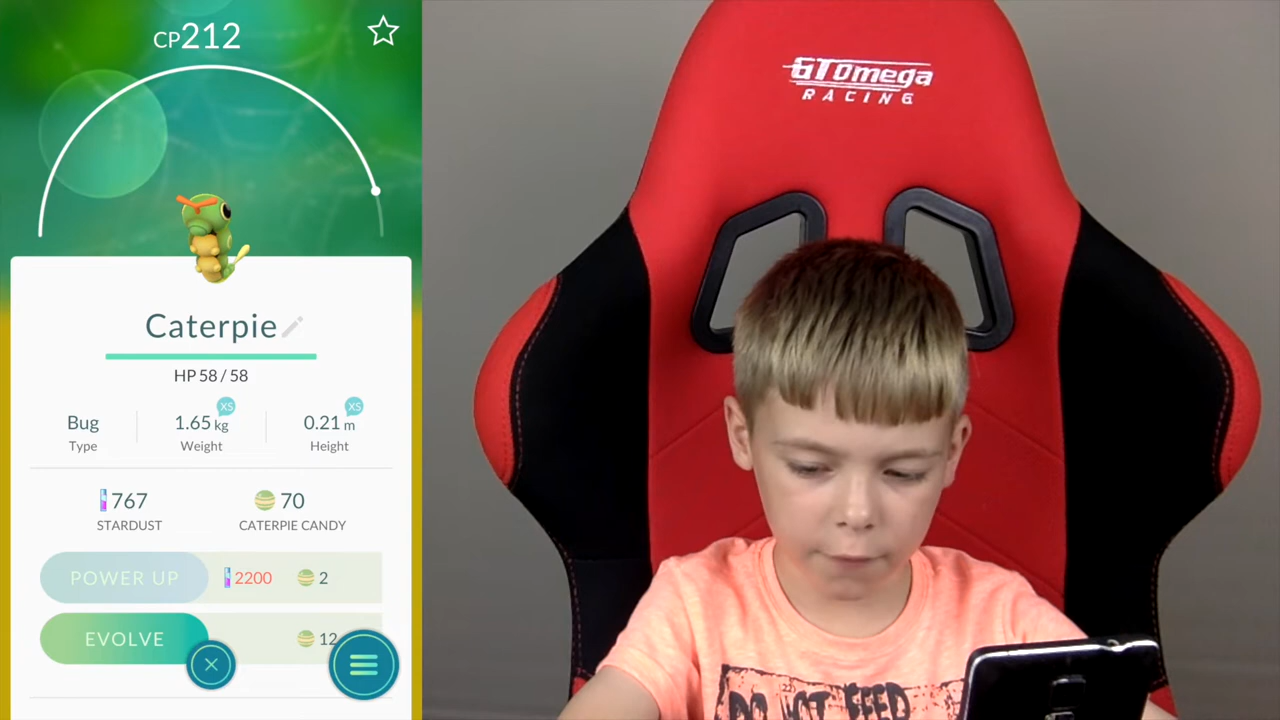 CP212
Caterpie
HP 58 / 58
XS XS
Bug 1.65 kg 0.21 m
Type Weight Height
767 70
STARDUST CATERPIE CANDY
POWER UP 2200 2
EVOLVE 12
GT Omega
RACING
DO NOT FEED